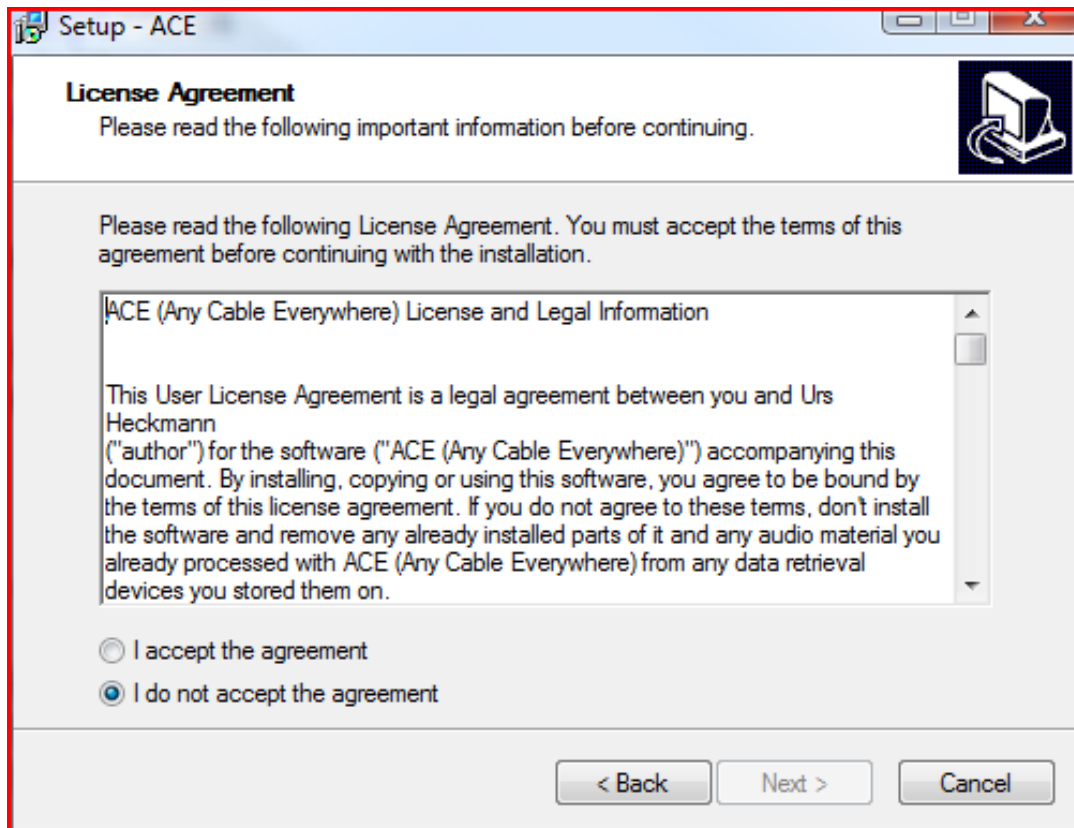 Setup - ACE
License Agreement
Please read the following important information before continuing.
Please read the following License Agreement. You must accept the terms of this
agreement before continuing with the installation.
ACE (Any Cable Everywhere) License and Legal Information
This User License Agreement is a legal agreement between you and Urs
Heckmann
("author") for the software ("ACE (Any Cable Everywhere)") accompanying this
document. By installing, copying or using this software, you agree to be bound by
the terms of this license agreement. If you do not agree to these terms, don't install
the software and remove any already installed parts of it and any audio material you
already processed with ACE (Any Cable Everywhere) from any data retrieval
devices you stored them on.
I accept the agreement
I do not accept the agreement
< Back
Next >
Cancel